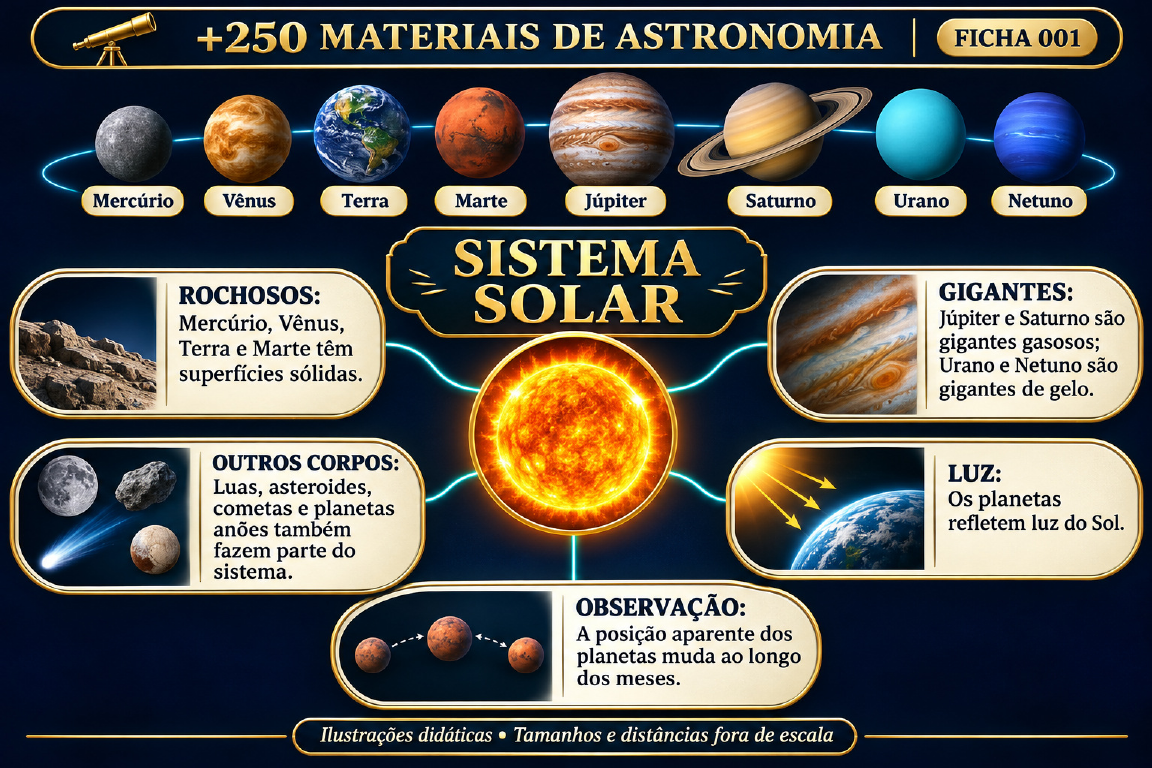 +250 MATERIAIS DE ASTRONOMIA
FICHA 001
Mercúrio
Vênus
Terra
Marte
Júpiter
Saturno
Urano
Netuno
SISTEMA
SOLAR
ROCHOSOS:
Mercúrio, Vênus,
Terra e Marte têm
superfícies sólidas.
GIGANTES:
Júpiter e Saturno são
gigantes gasosos;
Urano e Netuno são
gigantes de gelo.
OUTROS CORPOS:
Luas, asteroides,
cometas e planetas
anões também
fazem parte do
sistema.
LUZ:
Os planetas
refletem luz do Sol.
OBSERVAÇÃO:
A posição aparente dos
planetas muda ao longo
dos meses.
Ilustrações didáticas • Tamanhos e distâncias fora de escala